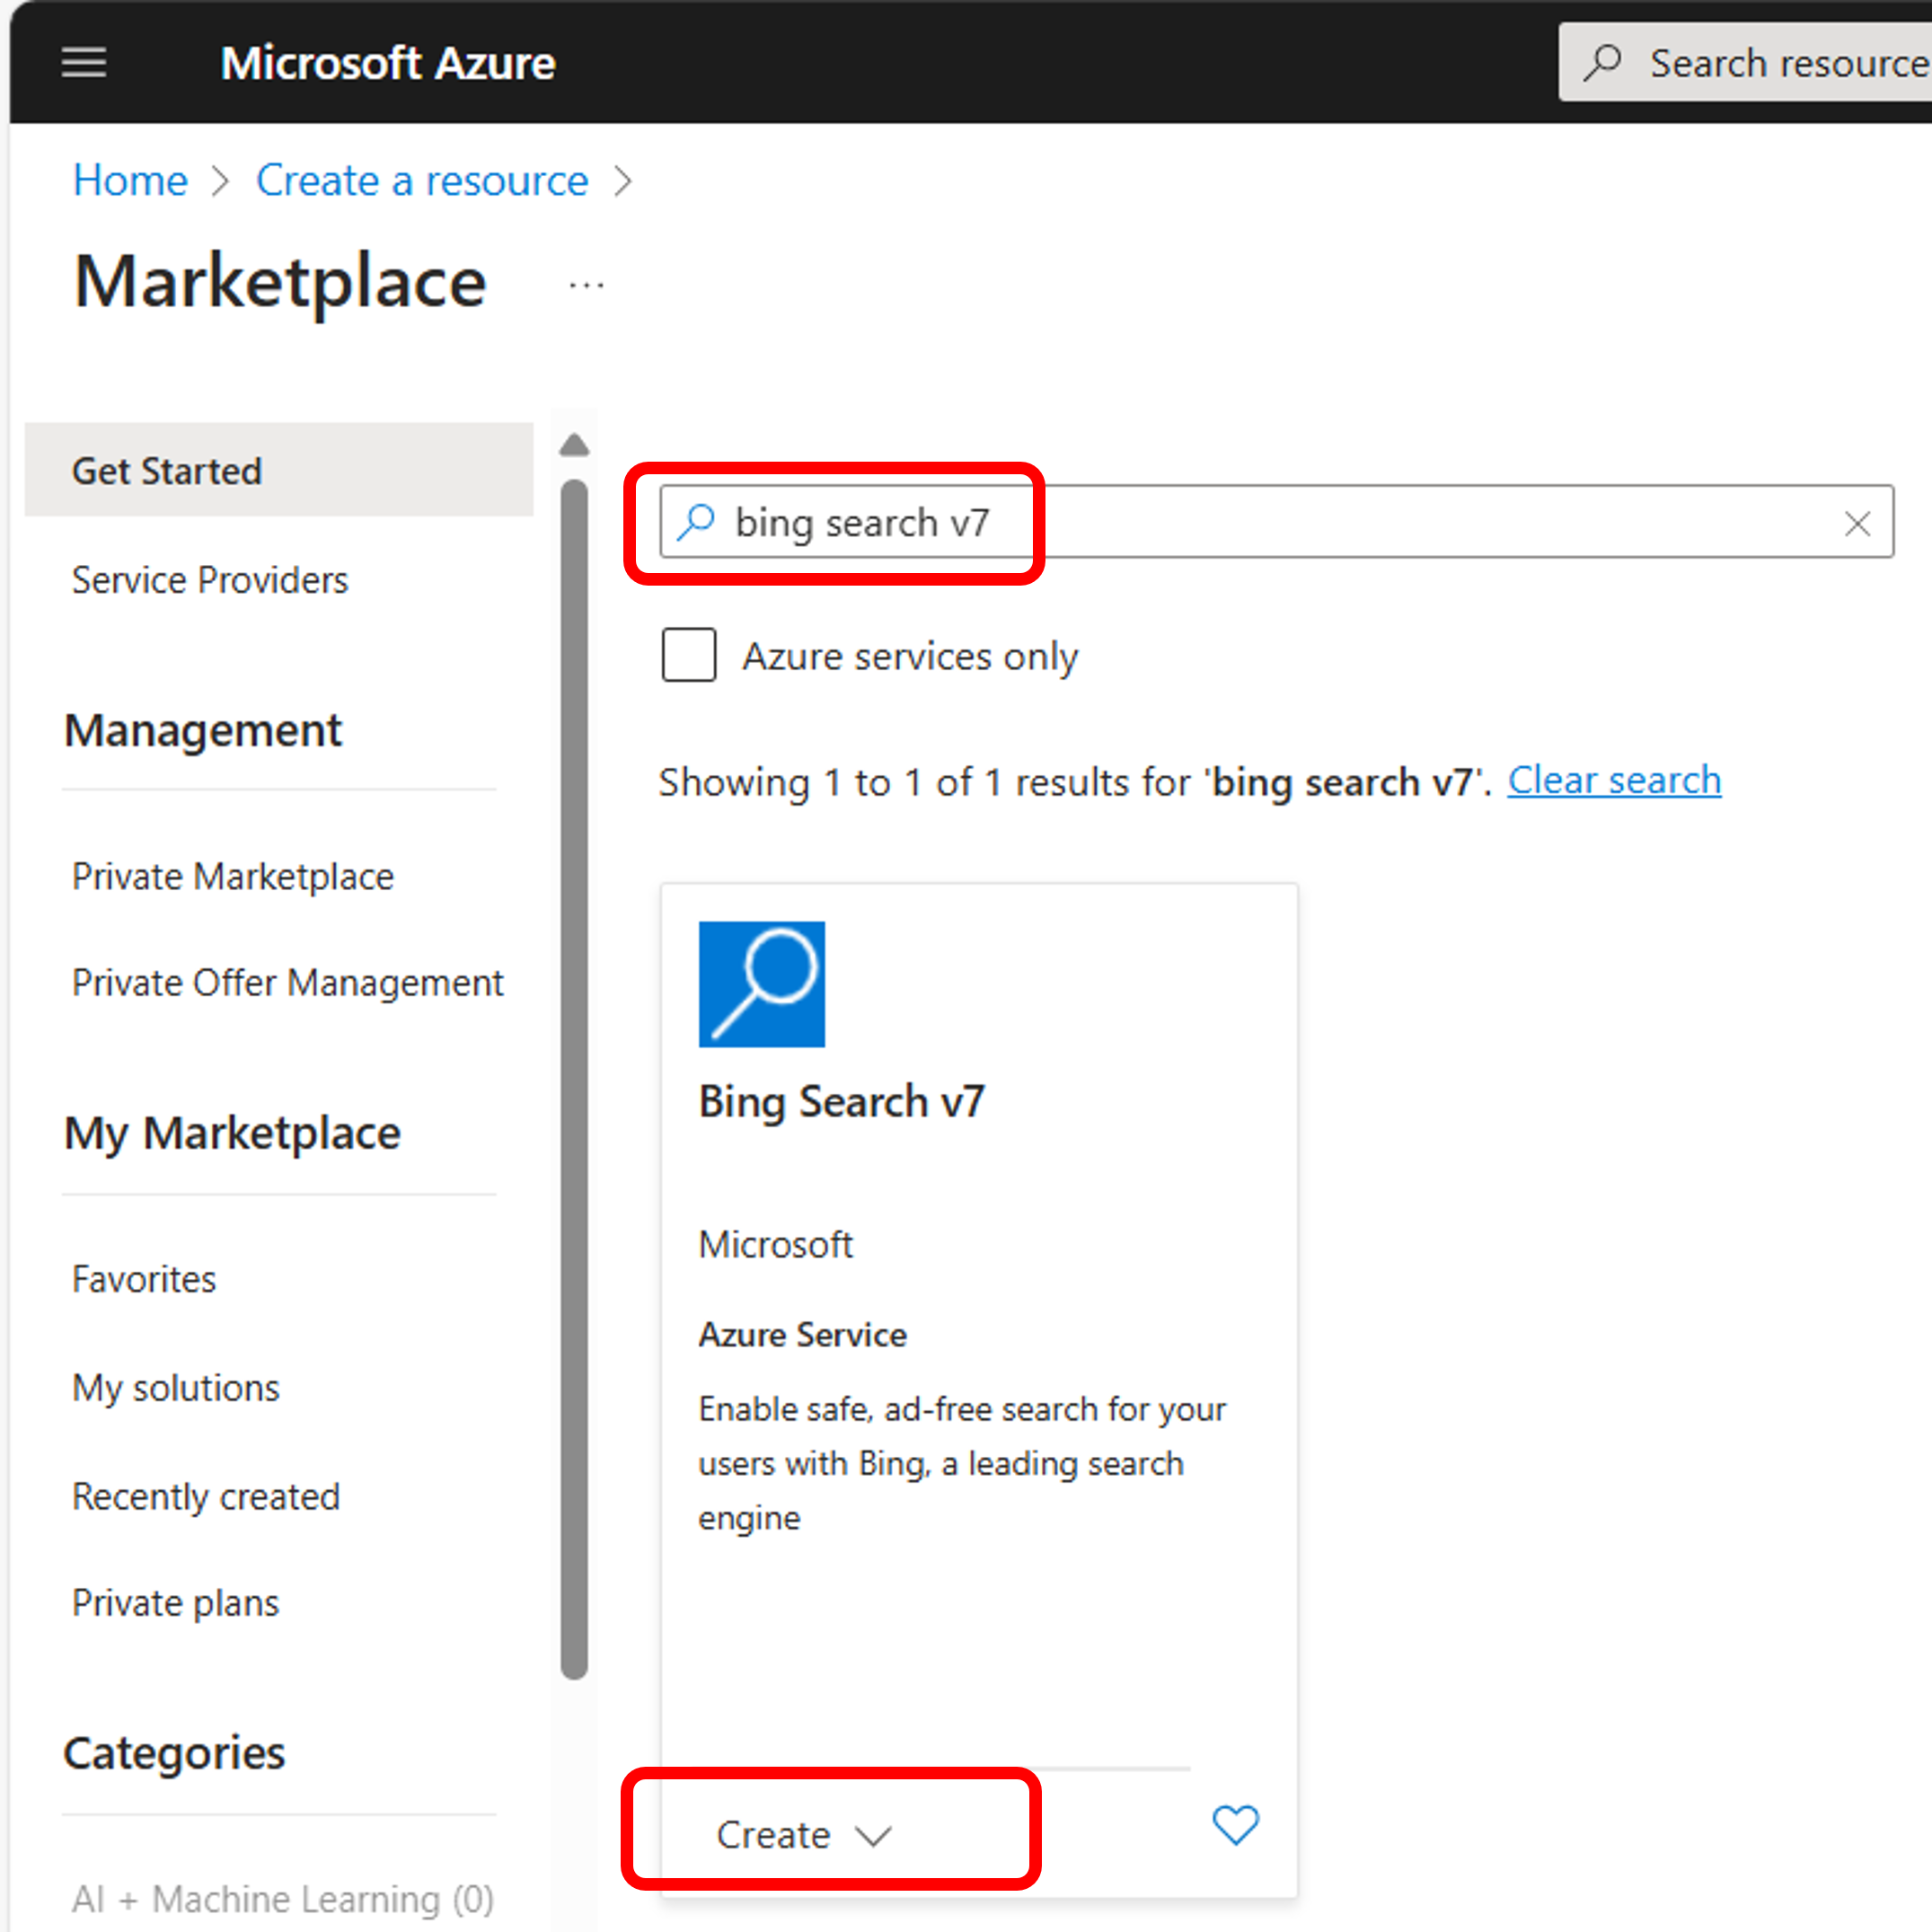 Microsoft Azure
Search resource
Home > Create a resource >
Marketplace ...
Get Started
Service Providers
Management
Private Marketplace
Private Offer Management
My Marketplace
Favorites
My solutions
Recently created
Private plans
Categories
AI + Machine Learning (0)
bing search v7
Azure services only
Showing 1 to 1 of 1 results for 'bing search v7'. Clear search
Bing Search v7
Microsoft
Azure Service
Enable safe, ad-free search for your
users with Bing, a leading search
engine
Create